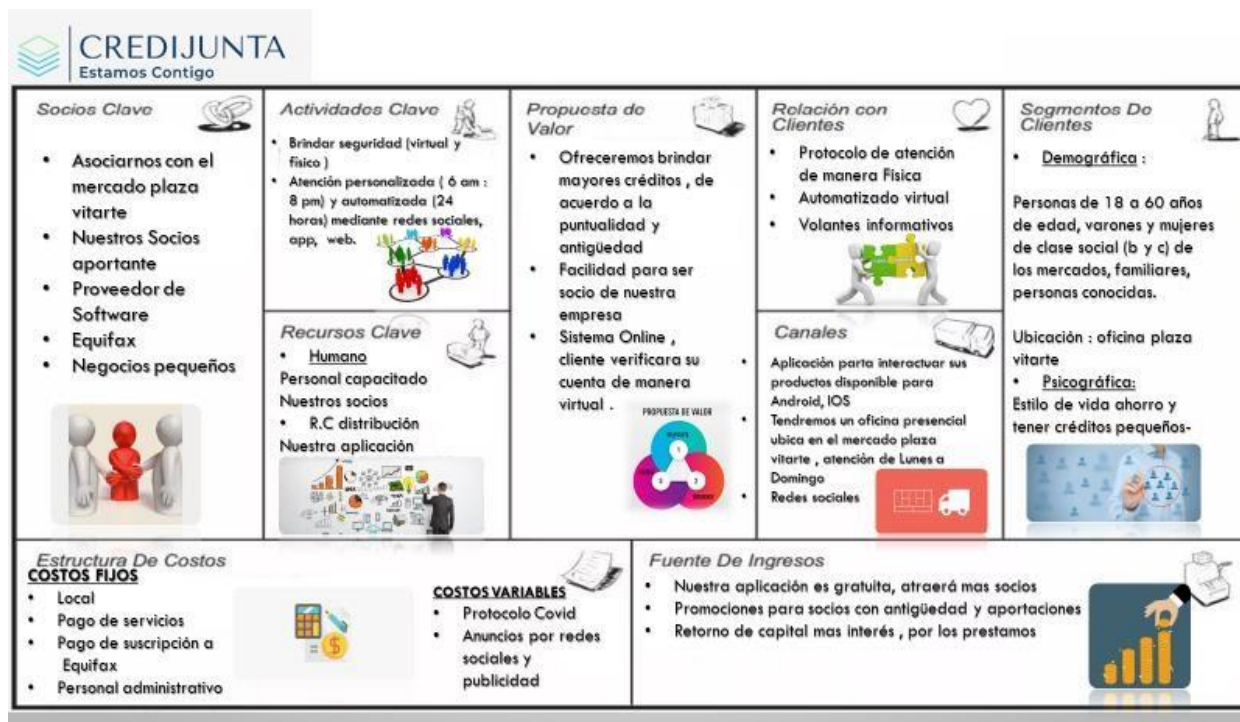 CREDIJUNTA
Estamos Contigo
Socios Clave
• Asociarnos con el
mercado plaza
vitarte
• Nuestros Socios
aportante
• Proveedor de
Software
• Equifax
• Negocios pequeños
Actividades Clave
• Brindar seguridad (virtual y
físico )
• Atención personalizada ( 6 am :
8 pm) y automatizada (24
horas) mediante redes sociales,
app, web.
Recursos Clave
• Humano
Personal capacitado
Nuestros socios
• R.C distribución
Nuestra aplicación
Propuesta de
Valor
• Ofreceremos brindar
mayores créditos , de
acuerdo a la
puntualidad y
antigüedad
• Facilidad para ser
socio de nuestra
empresa
• Sistema Online ,
cliente verificara su
cuenta de manera
virtual .
PROPUESTA DE VALOR
1
3 2
Relación con
Clientes
• Protocolo de atención
de manera Física
• Automatizado virtual
• Volantes informativos
Canales
• Aplicación parta interactuar sus
productos disponible para
Android, IOS
• Tendremos un oficina presencial
ubica en el mercado plaza
vitarte , atención de Lunes a
Domingo
• Redes sociales
Segmentos De
Clientes
• Demográfica :
Personas de 18 a 60 años
de edad, varones y mujeres
de clase social (b y c) de
los mercados, familiares,
personas conocidas.
Ubicación : oficina plaza
vitarte
• Psicográfica:
Estilo de vida ahorro y
tener créditos pequeños-
Estructura De Costos
COSTOS FIJOS
• Local
• Pago de servicios
• Pago de suscripción a
Equifax
• Personal administrativo
COSTOS VARIABLES
• Protocolo Covid
• Anuncios por redes
sociales y
publicidad
Fuente De Ingresos
• Nuestra aplicación es gratuita, atraerá mas socios
• Promociones para socios con antigüedad y aportaciones
• Retorno de capital mas interés , por los prestamos